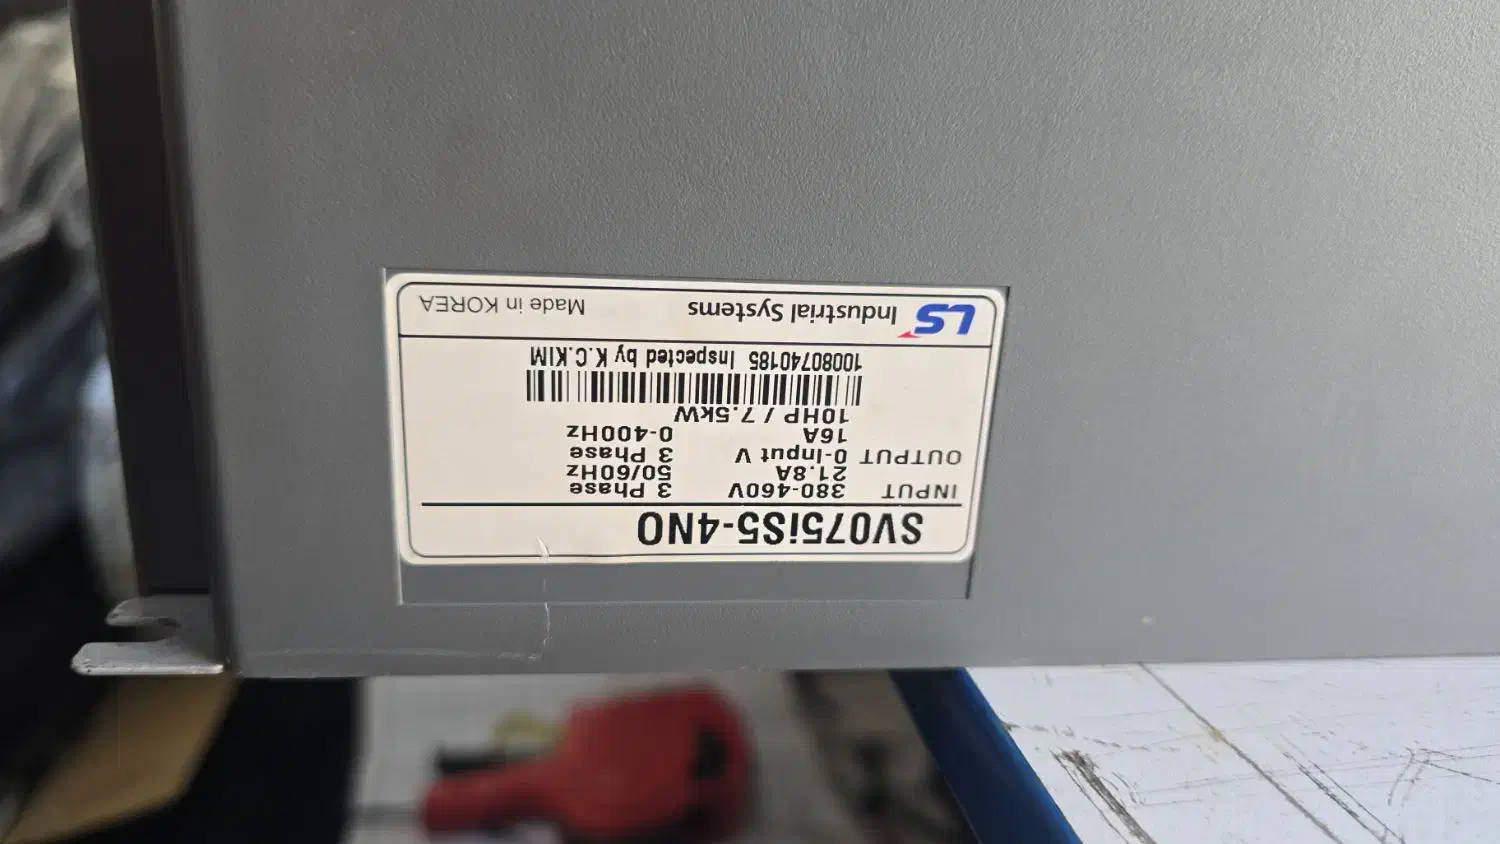 SV075iS5-4NO
INPUT 380-460V 3 Phase
21.8A 50/60Hz
OUTPUT 0-Input V 3 Phase
16A 0-400Hz
10HP / 7.5kW
10080740185 Inspected by K.C.KIM
LS Industrial Systems Made in KOREA